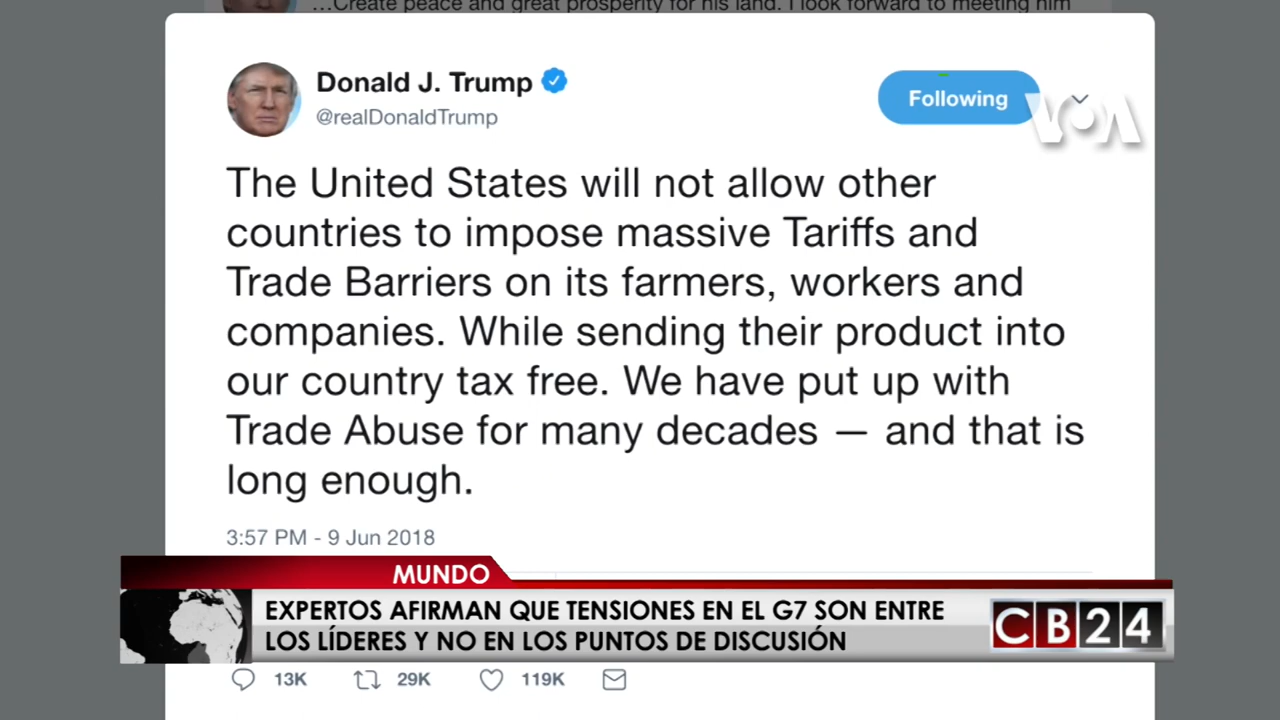 ...Create peace and great prosperity for his land. I look forward to meeting him
Donald J. Trump
@realDonaldTrump
Following
VOA
The United States will not allow other
countries to impose massive Tariffs and
Trade Barriers on its farmers, workers and
companies. While sending their product into
our country tax free. We have put up with
Trade Abuse for many decades — and that is
long enough.
3:57 PM - 9 Jun 2018
MUNDO
EXPERTOS AFIRMAN QUE TENSIONES EN EL G7 SON ENTRE
LOS LÍDERES Y NO EN LOS PUNTOS DE DISCUSIÓN
CB24
13K 29K 119K